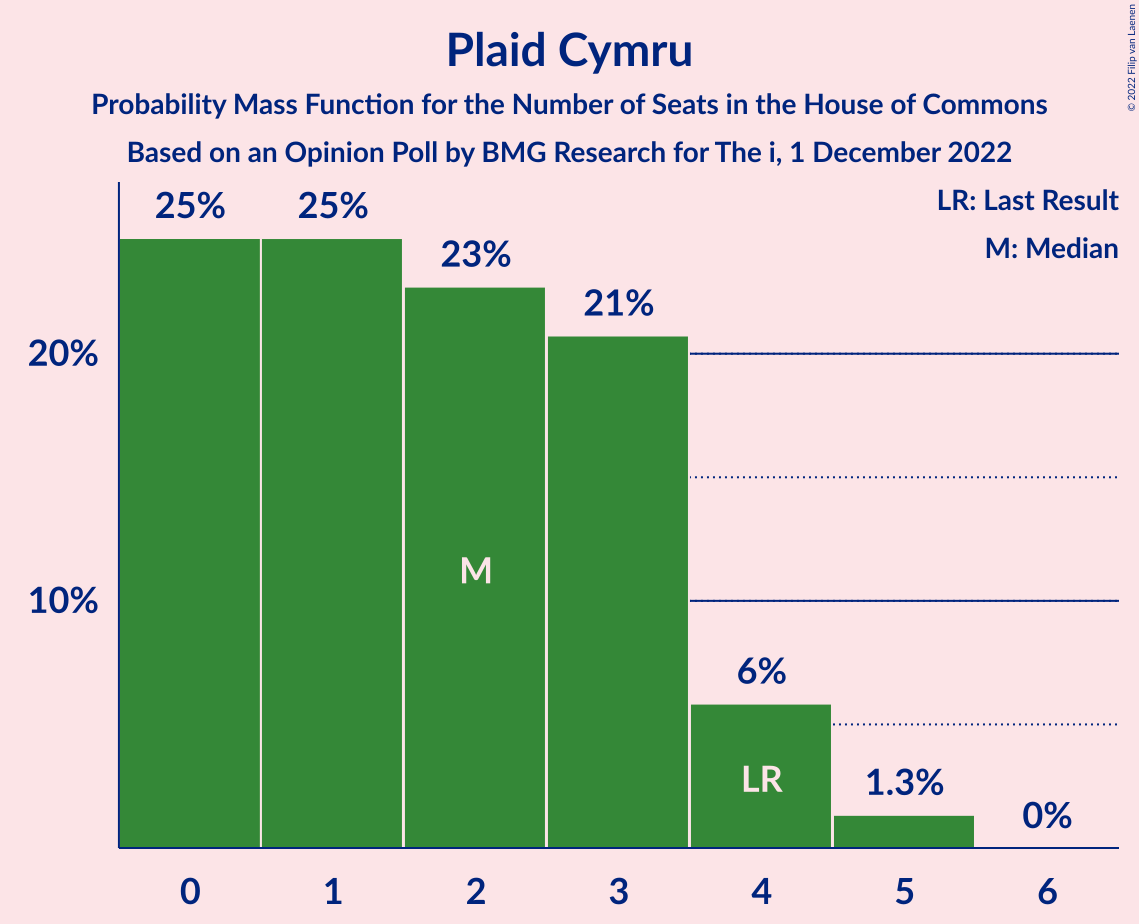 Plaid Cymru
Probability Mass Function for the Number of Seats in the House of Commons
Based on an Opinion Poll by BMG Research for The i, 1 December 2022
© 2022 Filip van Laenen
LR: Last Result
M: Median
25%
25%
23%
21%
20%
M
10%
6%
LR
1.3%
0%
0 1 2 3 4 5 6